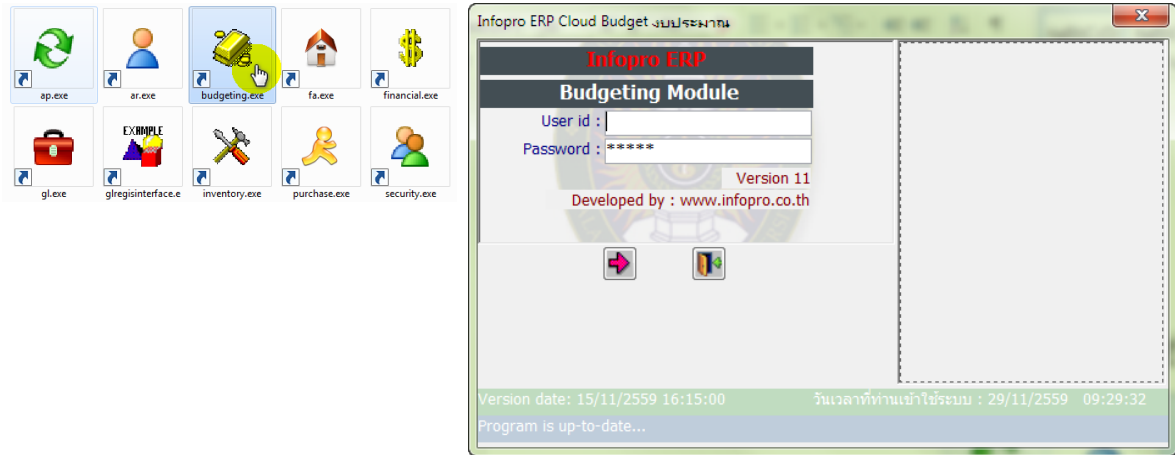 ap.exe
ar.exe
budgeting.exe
fa.exe
financial.exe
EXAMPLE
gl.exe
glregisinterface.e
inventory.exe
purchase.exe
security.exe
Infopro ERP Cloud Budget งบประมาณ
Infopro ERP
Budgeting Module
User id :
Password : *****
Version 11
Developed by : www.infopro.co.th
Version date: 15/11/2559 16:15:00 วันเวลาที่ท่านเข้าใช้ระบบ : 29/11/2559 09:29:32
Program is up-to-date...